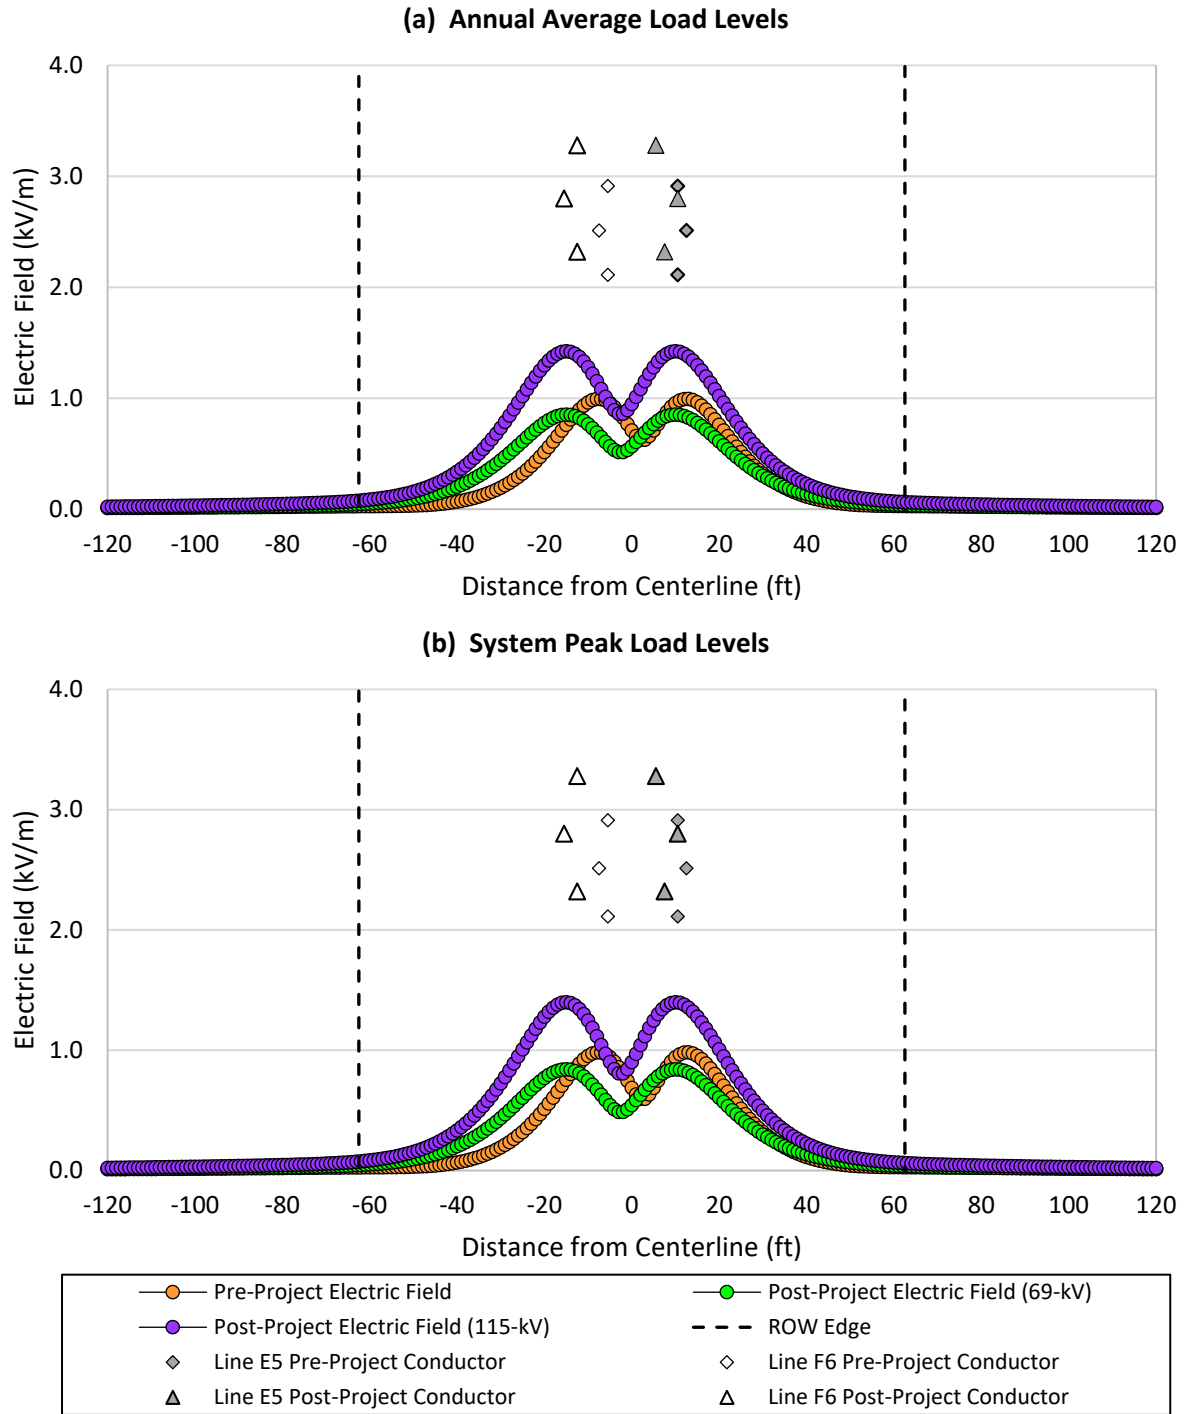 (a)  Annual Average Load Levels
4.0
3.0
2.0
1.0
0.0
Electric Field (kV/m)
-120 -100 -80 -60 -40 -20 0 20 40 60 80 100 120
Distance from Centerline (ft)
(b)  System Peak Load Levels
4.0
3.0
2.0
1.0
0.0
Electric Field (kV/m)
-120 -100 -80 -60 -40 -20 0 20 40 60 80 100 120
Distance from Centerline (ft)
Pre-Project Electric Field Post-Project Electric Field (69-kV)
Post-Project Electric Field (115-kV) ROW Edge
Line E5 Pre-Project Conductor Line F6 Pre-Project Conductor
Line E5 Post-Project Conductor Line F6 Post-Project Conductor